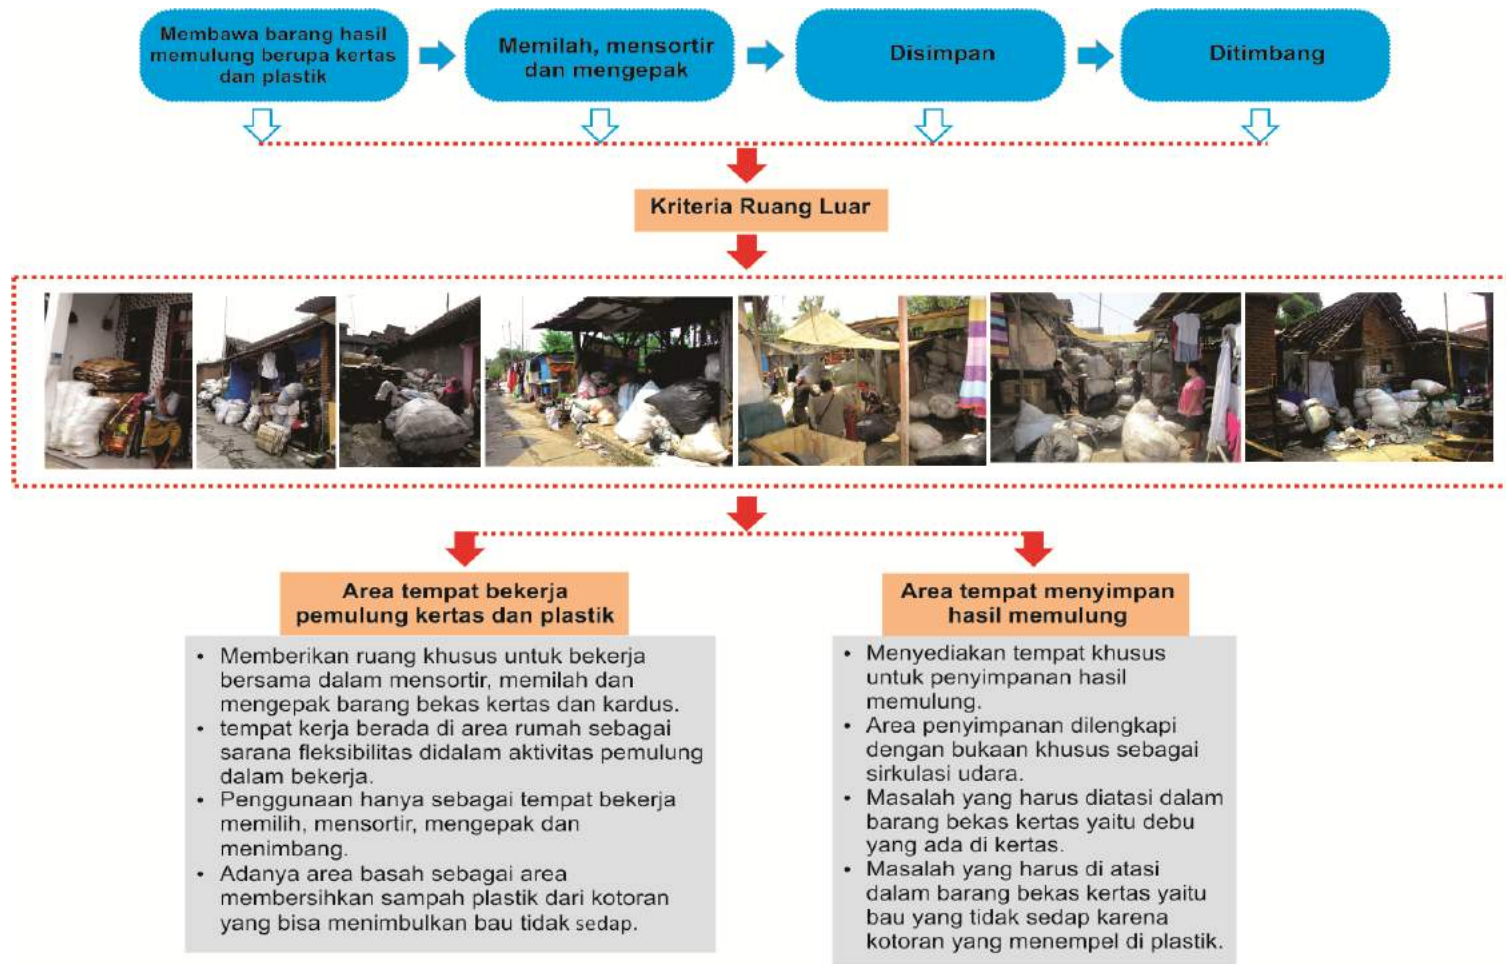 Membawa barang hasil
memulung berupa kertas
dan plastik
Memilah, mensortir
dan mengepak
Disimpan
Ditimbang
Kriteria Ruang Luar
Area tempat bekerja
pemulung kertas dan plastik
• Memberikan ruang khusus untuk bekerja
bersama dalam mensortir, memilah dan
mengepak barang bekas kertas dan kardus.
• tempat kerja berada di area rumah sebagai
sarana fleksibilitas didalam aktivitas pemulung
dalam bekerja.
• Penggunaan hanya sebagai tempat bekerja
memilih, mensortir, mengepak dan
menimbang.
• Adanya area basah sebagai area
membersihkan sampah plastik dari kotoran
yang bisa menimbulkan bau tidak sedap.
Area tempat menyimpan
hasil memulung
• Menyediakan tempat khusus
untuk penyimpanan hasil
memulung.
• Area penyimpanan dilengkapi
dengan bukaan khusus sebagai
sirkulasi udara.
• Masalah yang harus diatasi dalam
barang bekas kertas yaitu debu
yang ada di kertas.
• Masalah yang harus di atasi
dalam barang bekas kertas yaitu
bau yang tidak sedap karena
kotoran yang menempel di plastik.